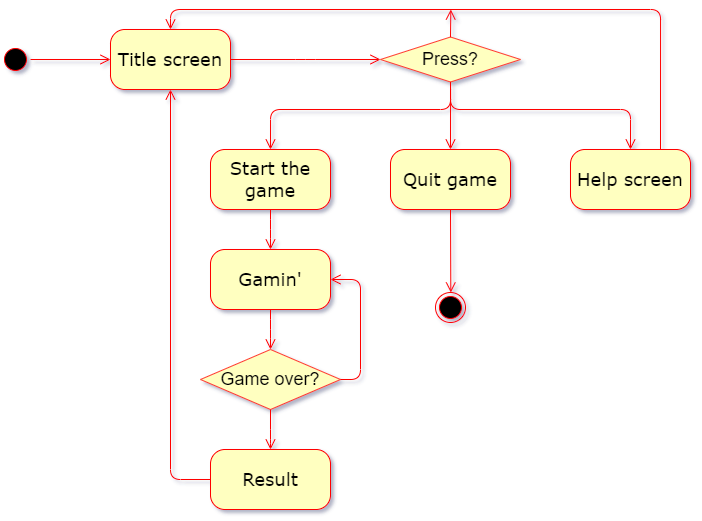 Title screen
Press?
Start the
game
Quit game
Help screen
Gamin'
Game over?
Result